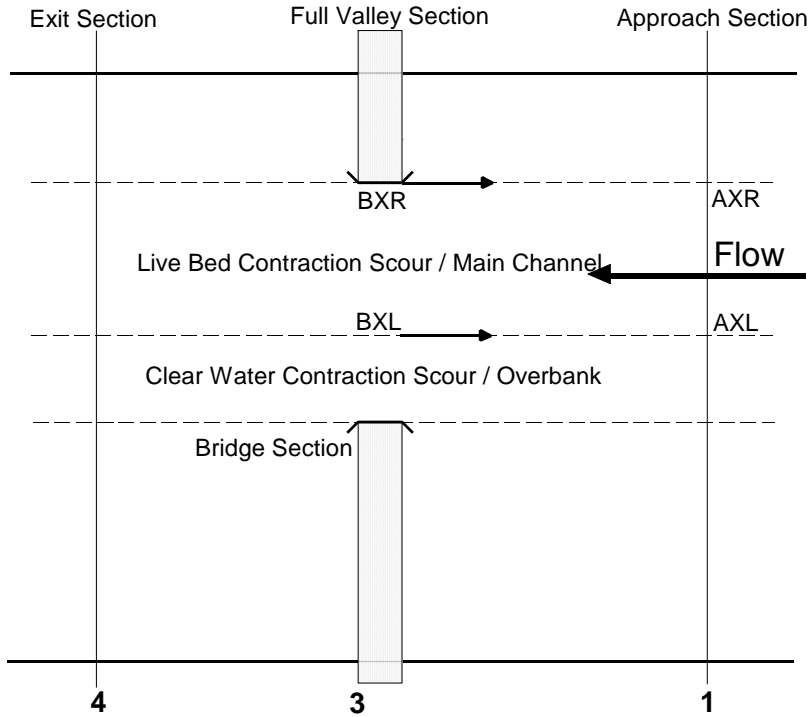 Exit Section
Full Valley Section
Approach Section
BXR
AXR
Live Bed Contraction Scour / Main Channel
Flow
BXL
AXL
Clear Water Contraction Scour / Overbank
Bridge Section
4
3
1